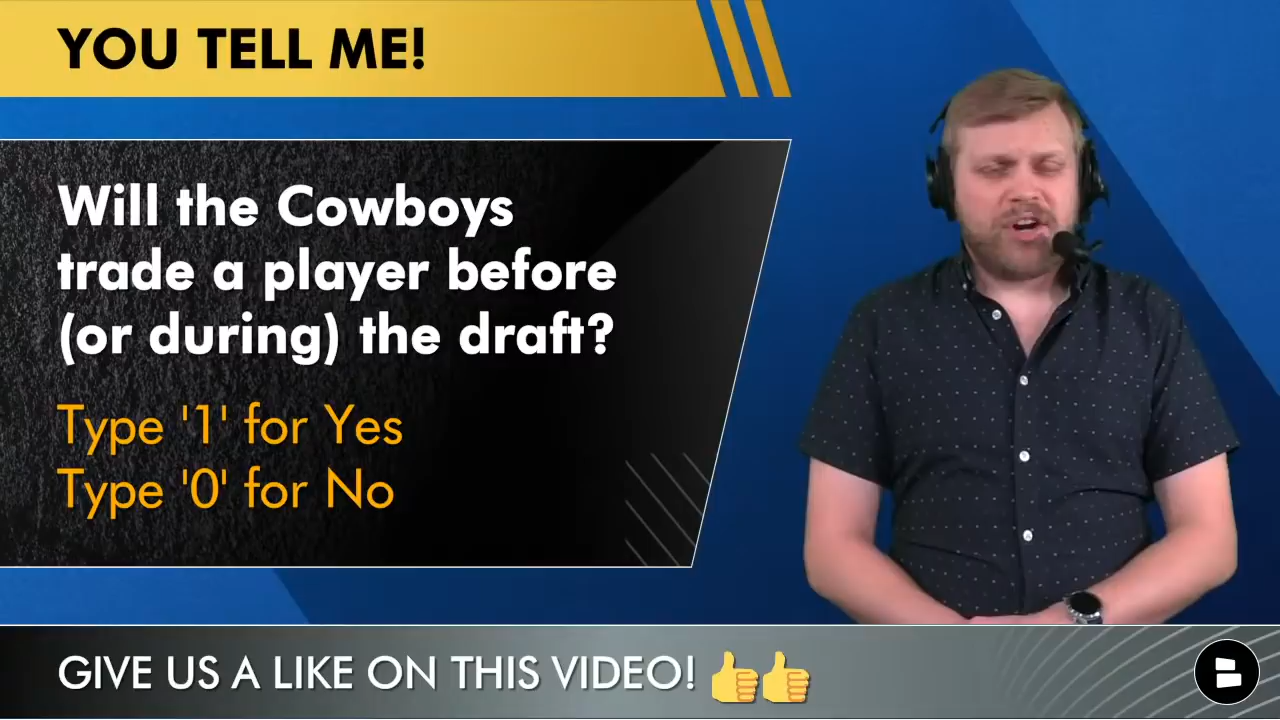 YOU TELL ME!
Will the Cowboys
trade a player before
(or during) the draft?
Type '1' for Yes
Type '0' for No
GIVE US A LIKE ON THIS VIDEO! 👍👍